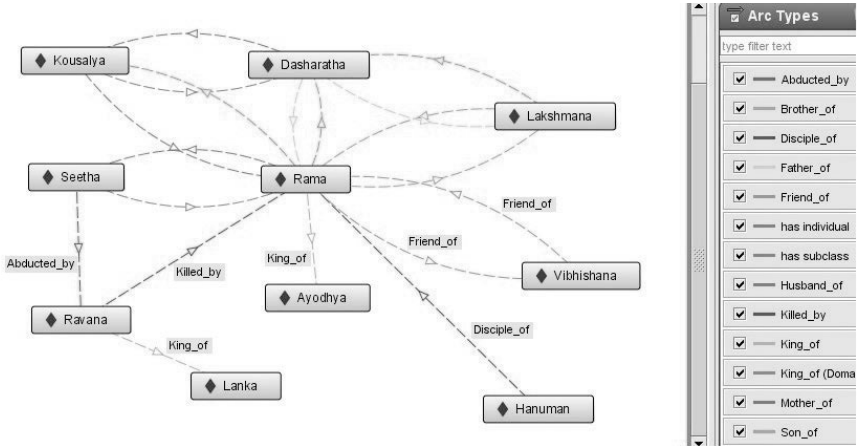 Kousalya
Dasharatha
Lakshmana
Seetha
Rama
Friend_of
Friend_of
King_of
Abducted_by
Killed_by
Vibhishana
Ayodhya
Ravana
Disciple_of
King_of
Lanka
Hanuman
Arc Types
type filter text
Abducted_by
Brother_of
Disciple_of
Father_of
Friend_of
has individual
has subclass
Husband_of
Killed_by
King_of
King_of (Doma
Mother_of
Son_of